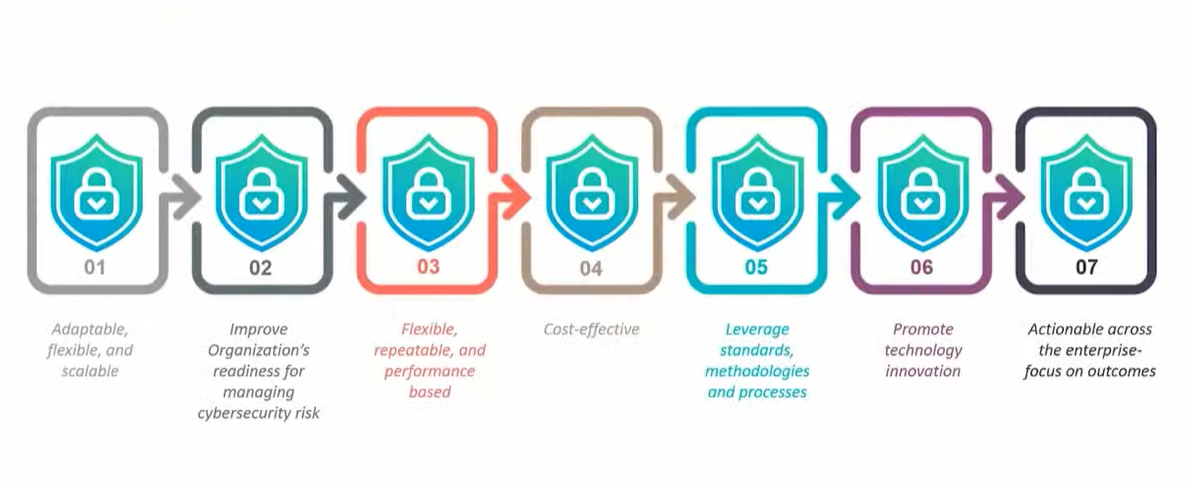 01
02
03
04
05
06
07
Adaptable,
flexible, and
scalable
Improve
Organization's
readiness for
managing
cybersecurity risk
Flexible,
repeatable, and
performance
based
Cost-effective
Leverage
standards,
methodologies
and processes
Promote
technology
innovation
Actionable across
the enterprise-
focus on outcomes